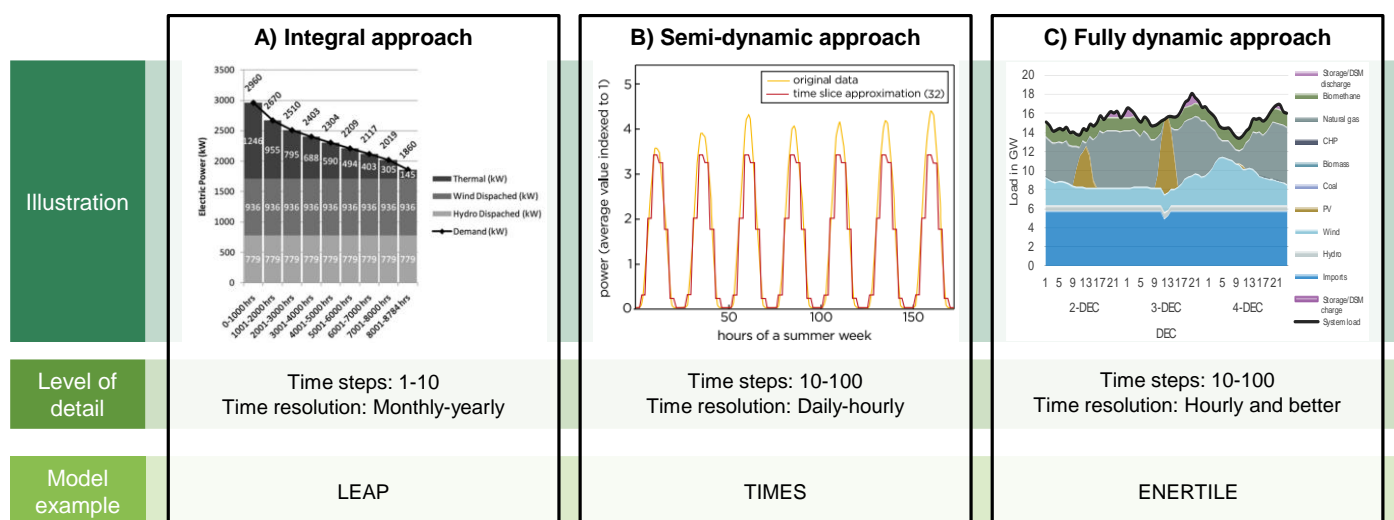 A) Integral approach
B) Semi-dynamic approach
C) Fully dynamic approach
Illustration
3500
3000
2500
2000
1500
1000
500
0
Electric Power (kW)
2960
2670
2510
2403
2304
2209
2117
2019
1860
1246
955
795
688
590
494
403
305
145
936 936 936 936 936 936 936 936 936
779 779 779 779 779 779 779 779 779
0-1000 hrs
1001-2000 hrs
2001-3000 hrs
3001-4000 hrs
4001-5000 hrs
5001-6000 hrs
6001-7000 hrs
7001-8000 hrs
8001-8784 hrs
Thermal (kW)
Wind Dispached (kW)
Hydro Dispached (kW)
Demand (kW)
power (average value indexed to 1)
5
4
3
2
1
0
original data
time slice approximation (32)
50
100
150
hours of a summer week
Load in GW
20
18
16
14
12
10
8
6
4
2
0
1 5 9 13 17 21 1 5 9 13 17 21 1 5 9 13 17 21
2-DEC
3-DEC
4-DEC
DEC
Storage/DSM
discharge
Biomethane
Natural gas
CHP
Biomass
Coal
PV
Wind
Hydro
Imports
Storage/DSM
charge
System load
Level of
detail
Time steps: 1-10
Time resolution: Monthly-yearly
Time steps: 10-100
Time resolution: Daily-hourly
Time steps: 10-100
Time resolution: Hourly and better
Model
example
LEAP
TIMES
ENERTILE